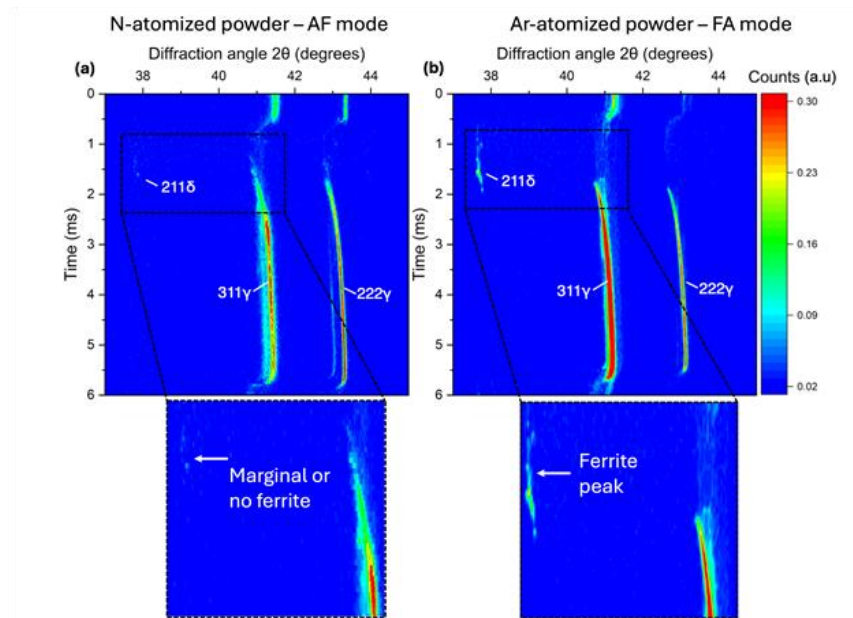 N-atomized powder – AF mode
Ar-atomized powder – FA mode
Diffraction angle 2θ (degrees)
Diffraction angle 2θ (degrees)
(a)
38
40
42
44
(b)
38
40
42
44
Counts (a.u)
0
1
2
3
4
5
6
Time (ms)
211δ
311γ
222γ
0
1
2
3
4
5
6
Time (ms)
211δ
311γ
222γ
0.30
0.23
0.16
0.09
0.02
Marginal or
no ferrite
Ferrite
peak